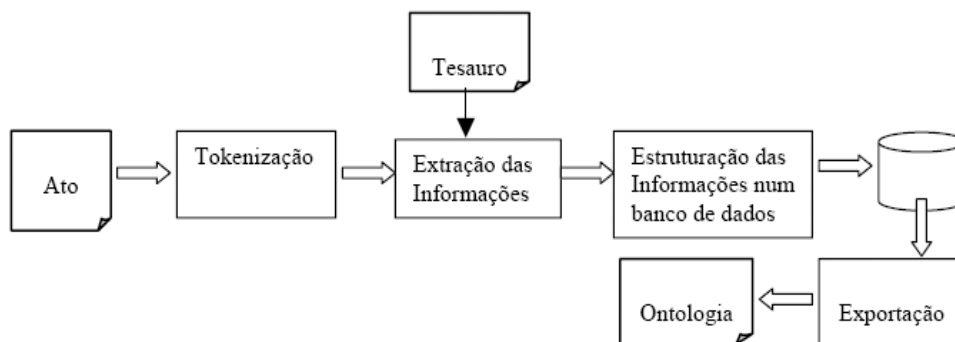 Tesauro
Ato
Tokenização
Extração das
Informações
Estruturação das
Informações num
banco de dados
Ontologia
Exportação